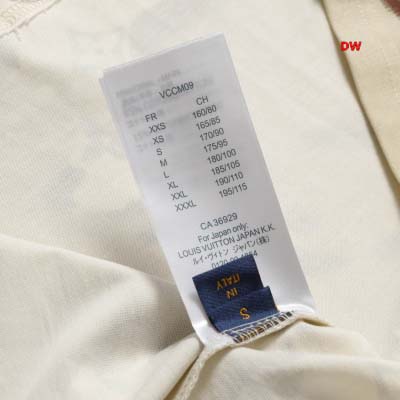 DW
VCCM09
FR CH
XXS 160/80
XS 165/85
S 170/90
M 175/95
L 180/100
XL 185/105
XXL 190/110
XXXL 195/115
CA 36929
For Japan only:
LOUIS VUITTON JAPAN K.K.
ルイ・ヴィトン ジャパン(株)
IN
ITALY
S